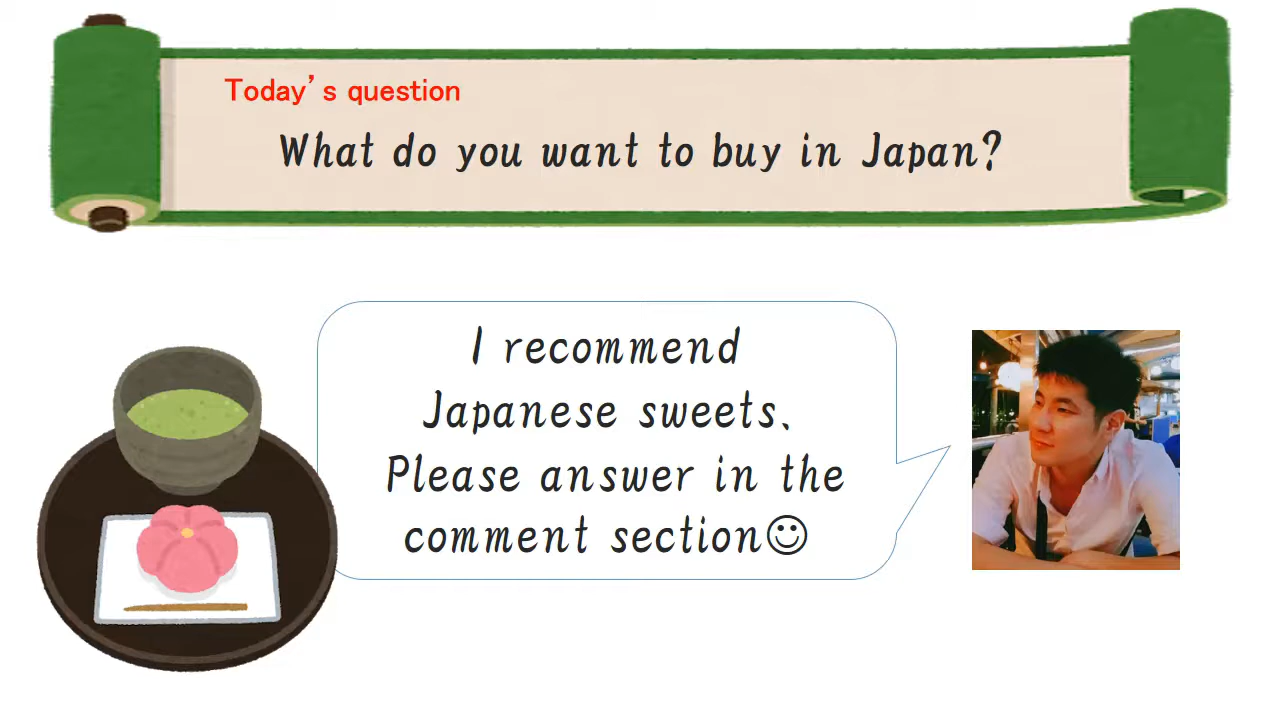 Today’s question
What do you want to buy in Japan?
I recommend
Japanese sweets、
Please answer in the
comment section☺